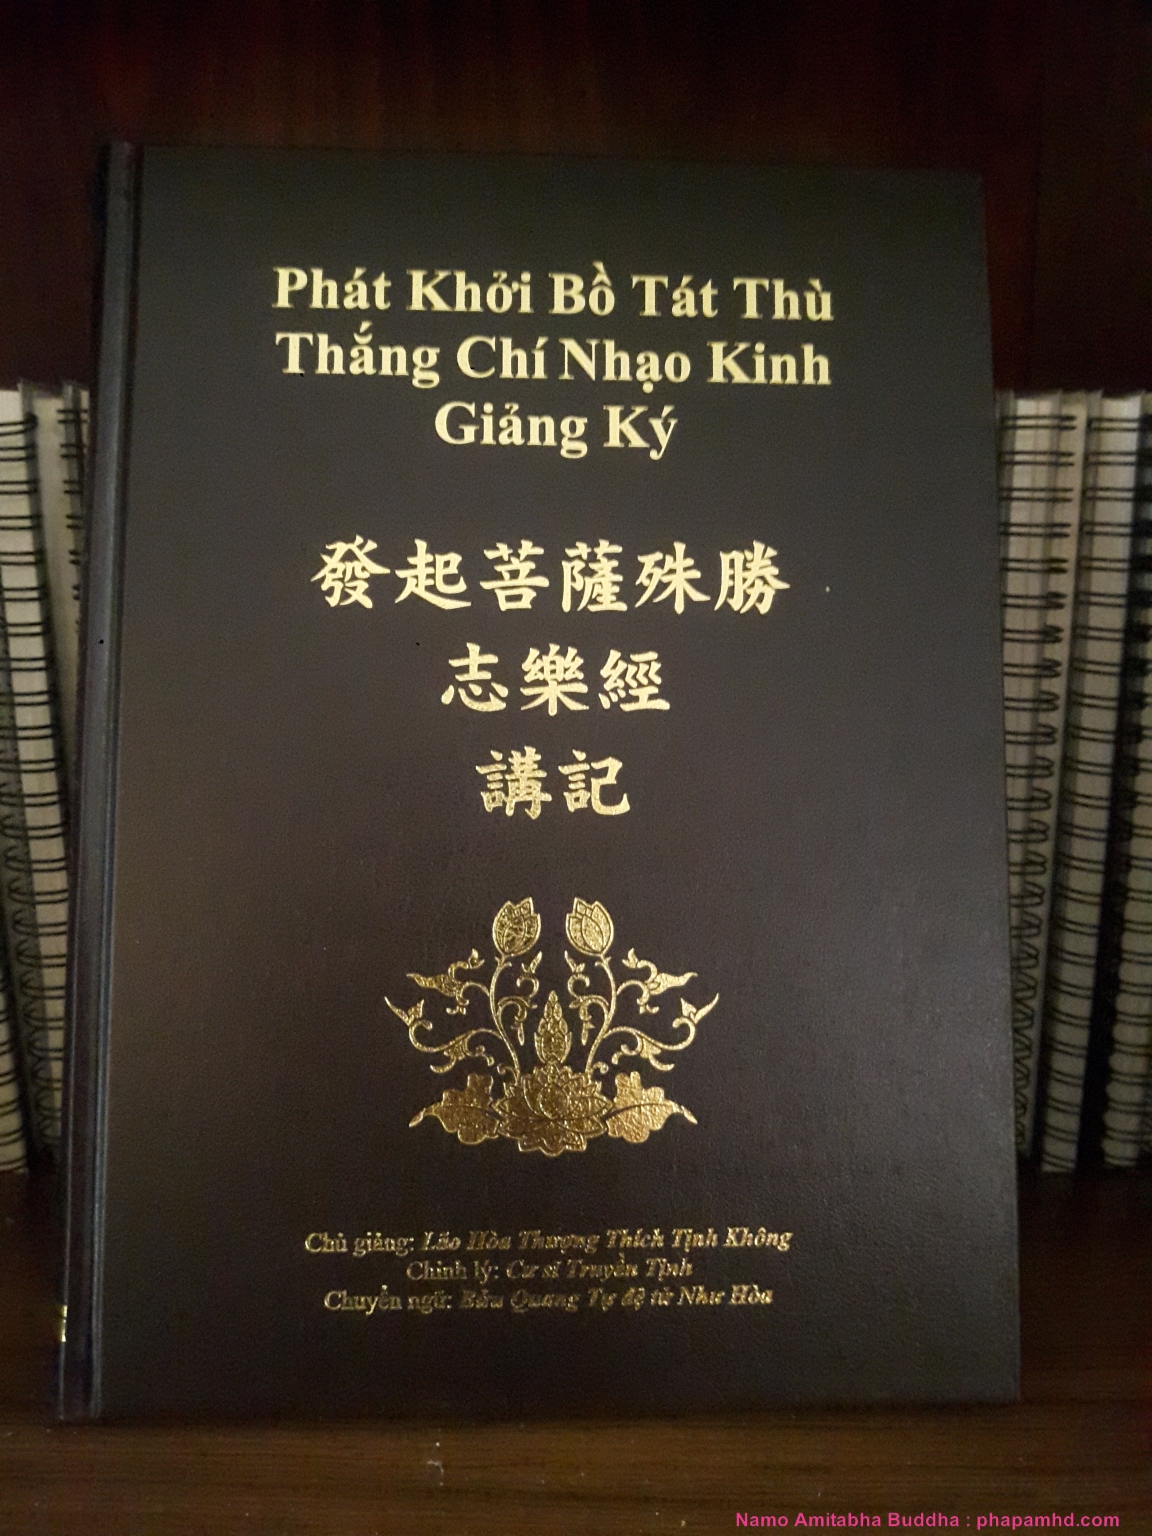 Phát Khởi Bồ Tát Thù
Thắng Chí Nhạo Kinh
Giảng Ký
發起菩薩殊勝
志樂經
講記
Chủ giảng: Lão Hòa Thượng Thích Tịnh Không
Chỉnh lý: Cư sĩ Truyền Tịnh
Chuyển ngữ: Bửu Quang Tự đệ tử Như Hòa
Namo Amitabha Buddha : phapamhd.com